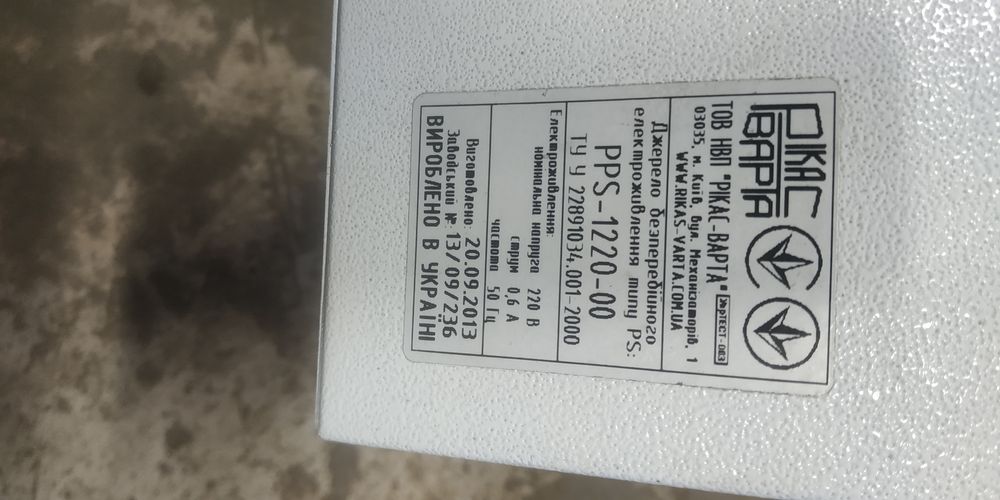 РІКАС
ВАРТА
ТОВ НВП "РІКАС-ВАРТА" УкрТЕСТ-003
03035, м. Київ, вул. Механізаторів, 1
WWW.RIKAS-VARTA.COM.UA
Джерело безперебійного
електроживлення типу PS:
PPS-1220-00
ТУ У 22891034.001-2000
Електроживлення:
номінальна напруга 220 В
струм 0,6 А
частота 50 Гц
Виготовлено: 20.09.2013
Заводський № 13/09/236
ВИРОБЛЕНО В УКРАЇНІ